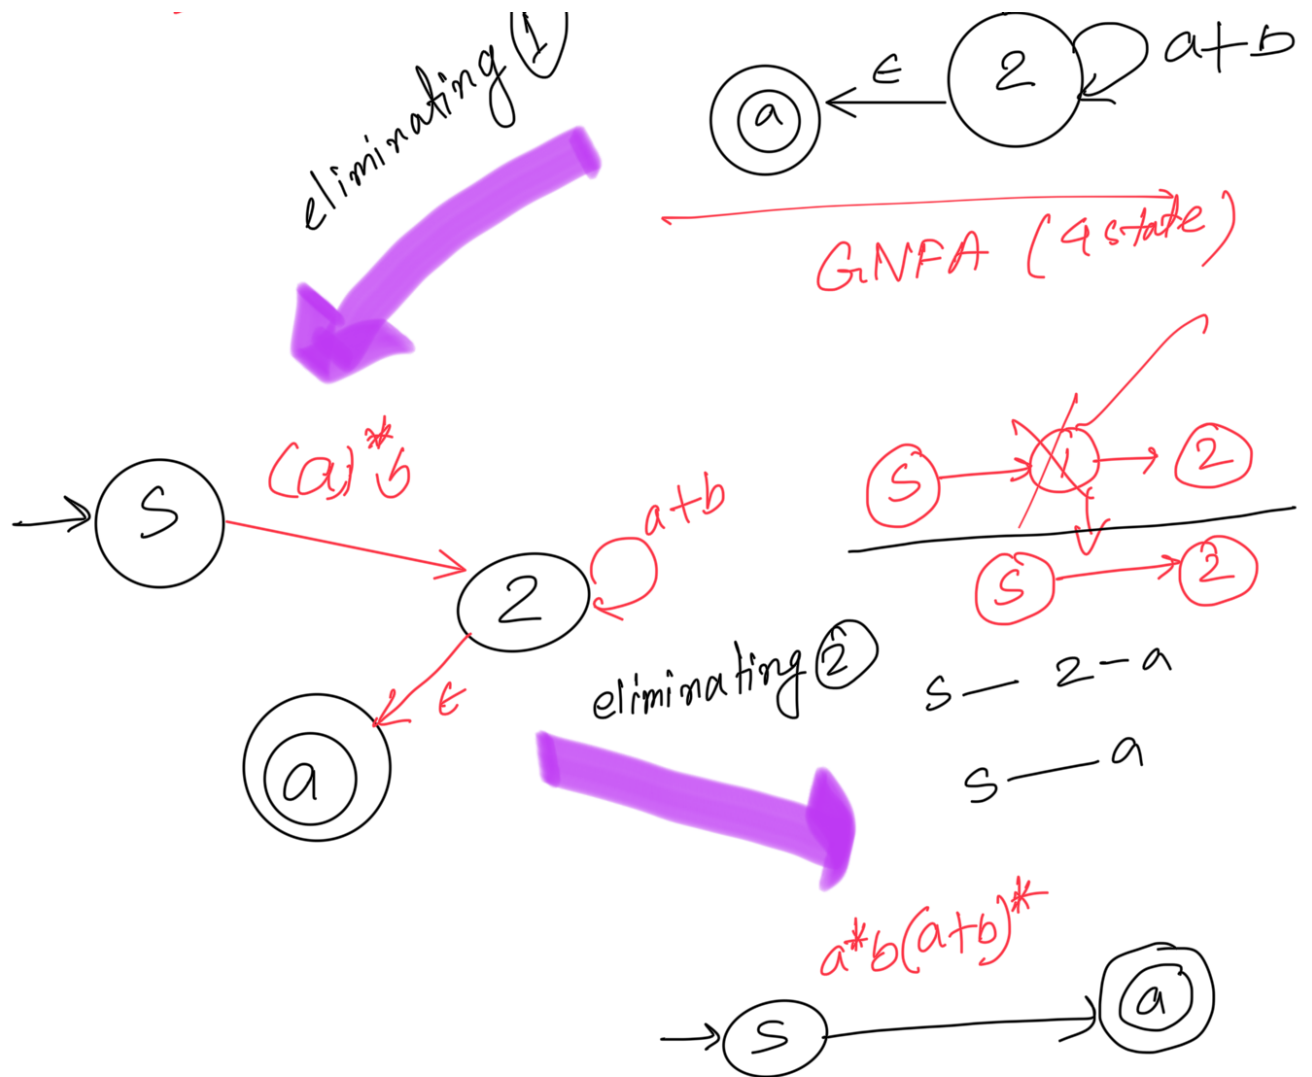 eliminating 1
a
ϵ
2
a+b
GNFA (4 state)
S
(a)*b
2
a+b
ϵ
a
S
1
2
S
2
eliminating 2
S — 2 - a
S — a
a*b(a+b)*
S
a